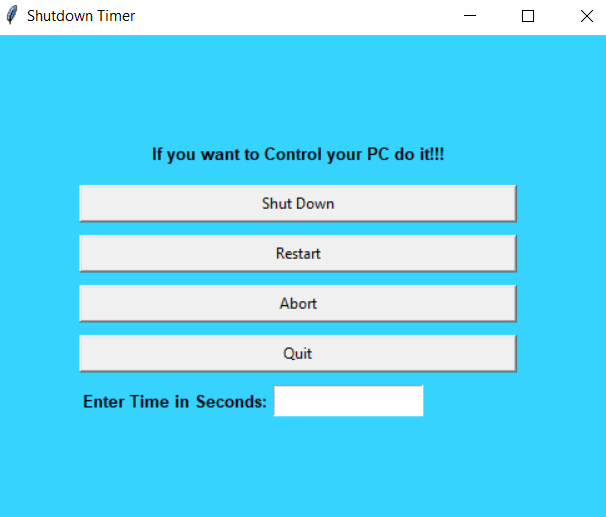 Shutdown Timer
If you want to Control your PC do it!!!
Shut Down
Restart
Abort
Quit
Enter Time in Seconds: